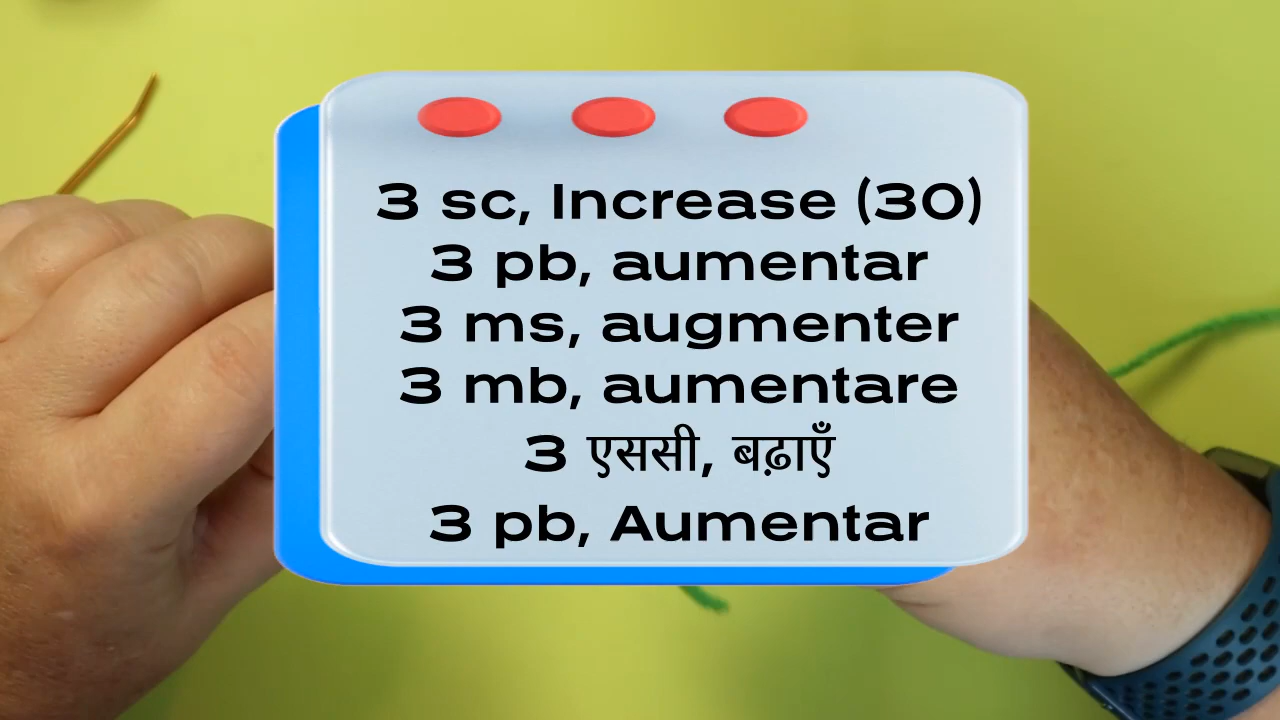 3 sc, Increase (30)
3 pb, aumentar
3 ms, augmenter
3 mb, aumentare
3 एससी, बढ़ाएँ
3 pb, Aumentar